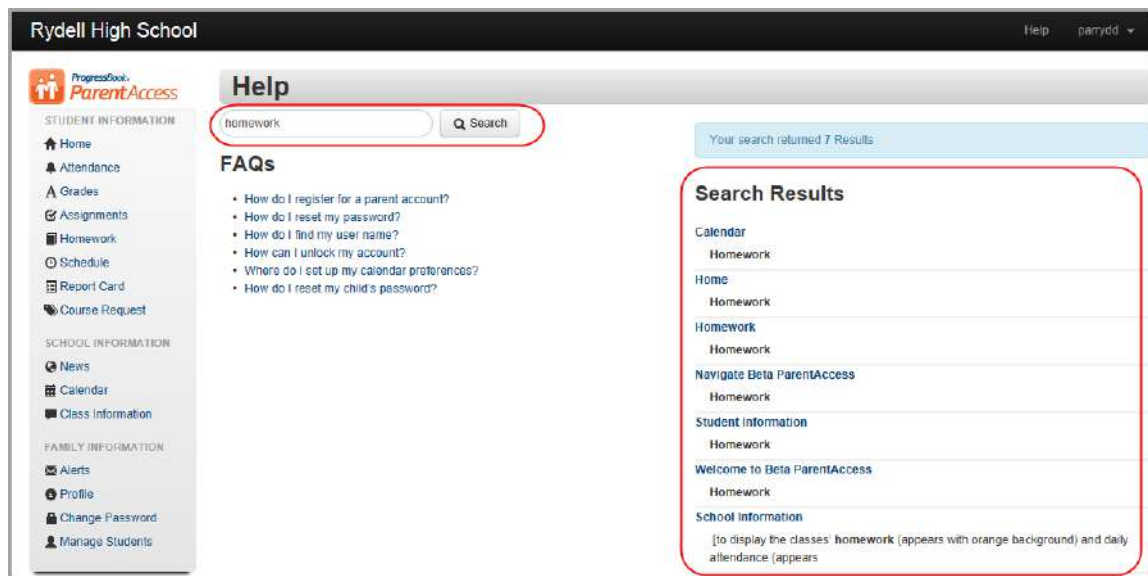 Rydell High School
Help
parrydd
ProgressBook
ParentAccess
STUDENT INFORMATION
Home
Attendance
Grades
Assignments
Homework
Schedule
Report Card
Course Request
SCHOOL INFORMATION
News
Calendar
Class Information
FAMILY INFORMATION
Alerts
Profile
Change Password
Manage Students
Help
homework
Search
FAQs
• How do I register for a parent account?
• How do I reset my password?
• How do I find my user name?
• How can I unlock my account?
• Where do I set up my calendar preferences?
• How do I reset my child's password?
Your search returned 7 Results
Search Results
Calendar
Homework
Home
Homework
Homework
Homework
Navigate Beta ParentAccess
Homework
Student Information
Homework
Welcome to Beta ParentAccess
Homework
School Information
[to display the classes' homework (appears with orange background) and daily
attendance (appears